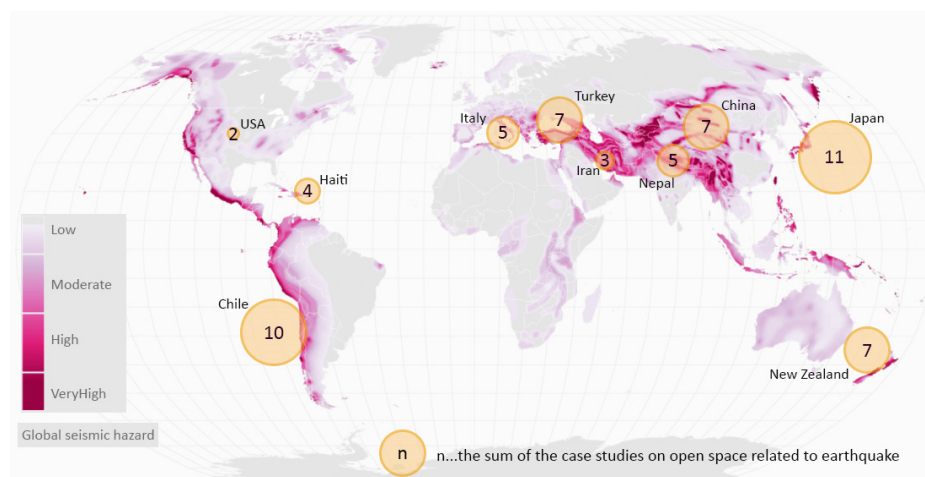 Turkey
7
China
7
Japan
11
USA
2
Italy
5
Iran
3
Nepal
5
Haiti
4
Low
Moderate
High
VeryHigh
Chile
10
7
New Zealand
Global seismic hazard
n
n...the sum of the case studies on open space related to earthquake